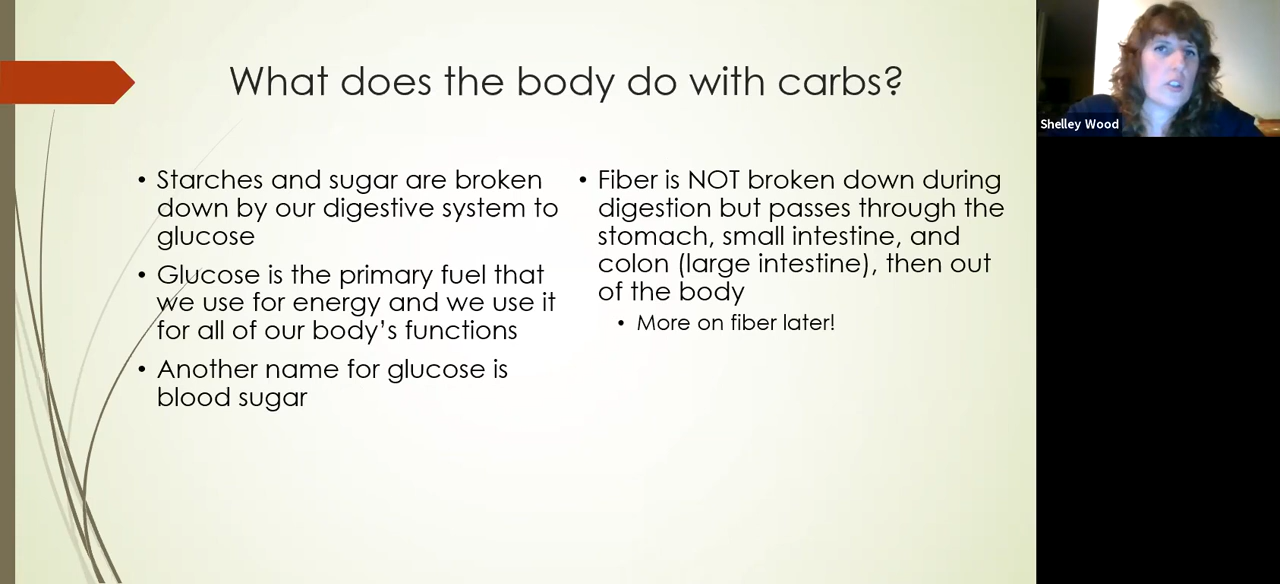 What does the body do with carbs?
• Starches and sugar are broken
down by our digestive system to
glucose
• Glucose is the primary fuel that
we use for energy and we use it
for all of our body's functions
• Another name for glucose is
blood sugar
• Fiber is NOT broken down during
digestion but passes through the
stomach, small intestine, and
colon (large intestine), then out
of the body
• More on fiber later!
Shelley Wood